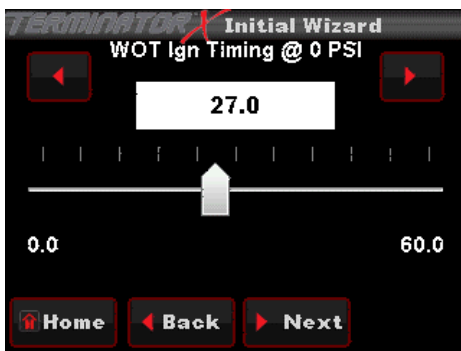 TERMINATOR X Initial Wizard
WOT Ign Timing @ 0 PSI
27.0
0.0 60.0
Home Back Next